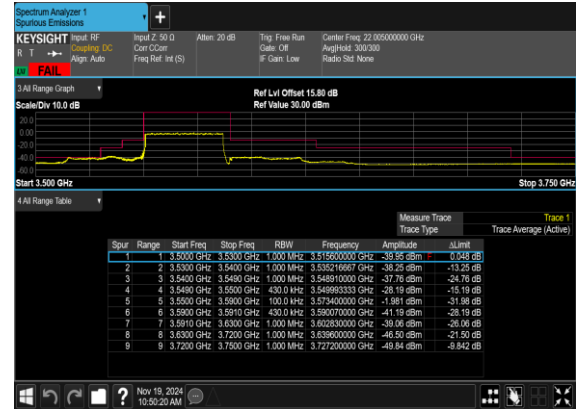 Spectrum Analyzer 1
Spurious Emissions
KEYSIGHT Input: RF Input Z: 50 Ω Atten: 20 dB Trig: Free Run Center Freq: 22.005000000 GHz
R T Coupling: DC Corr CCorr Gate: Off Avg|Hold: 300/300
Align: Auto Freq Ref: Int (S) IF Gain: Low Radio Std: None
LU FAIL
3 All Range Graph
Ref Lvl Offset 15.80 dB
Scale/Div 10.0 dB Ref Value 30.00 dBm
20.0
0.00
-20.0
-40.0
-60.0
Start 3.500 GHz Stop 3.750 GHz
4 All Range Table
Measure Trace Trace 1
Trace Type Trace Average (Active)
Spur Range Start Freq Stop Freq RBW Frequency Amplitude ΔLimit
1 1 3.5000 GHz 3.5300 GHz 1.000 MHz 3.515600000 GHz -39.95 dBm F 0.048 dB
2 2 3.5300 GHz 3.5400 GHz 1.000 MHz 3.535216667 GHz -38.25 dBm -13.25 dB
3 3 3.5400 GHz 3.5490 GHz 1.000 MHz 3.548910000 GHz -37.76 dBm -24.76 dB
4 4 3.5490 GHz 3.5500 GHz 430.0 kHz 3.549993333 GHz -28.19 dBm -15.19 dB
5 5 3.5500 GHz 3.5900 GHz 100.0 kHz 3.573400000 GHz -1.981 dBm -31.98 dB
6 6 3.5900 GHz 3.5910 GHz 430.0 kHz 3.590070000 GHz -41.19 dBm -28.19 dB
7 7 3.5910 GHz 3.6300 GHz 1.000 MHz 3.602830000 GHz -39.06 dBm -26.06 dB
8 8 3.6300 GHz 3.7200 GHz 1.000 MHz 3.639600000 GHz -46.50 dBm -21.50 dB
9 9 3.7200 GHz 3.7500 GHz 1.000 MHz 3.727200000 GHz -49.84 dBm -9.842 dB
? Nov 19, 2024
10:50:20 AM